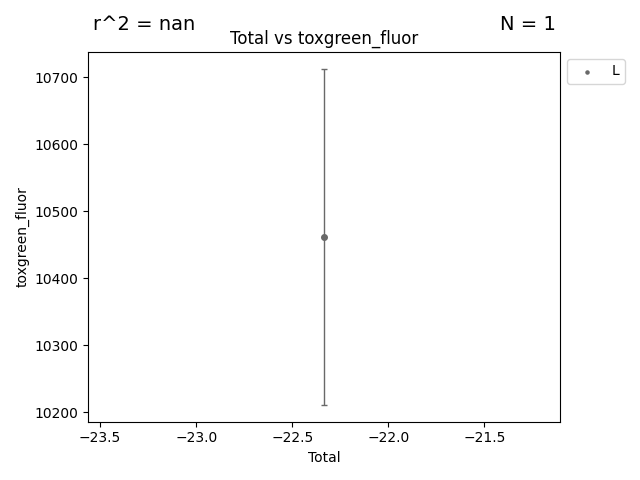 r^2 = nan
N = 1
Total vs toxgreen_fluor
L
10700
10600
10500
10400
10300
10200
toxgreen_fluor
−23.5
−23.0
−22.5
−22.0
−21.5
Total